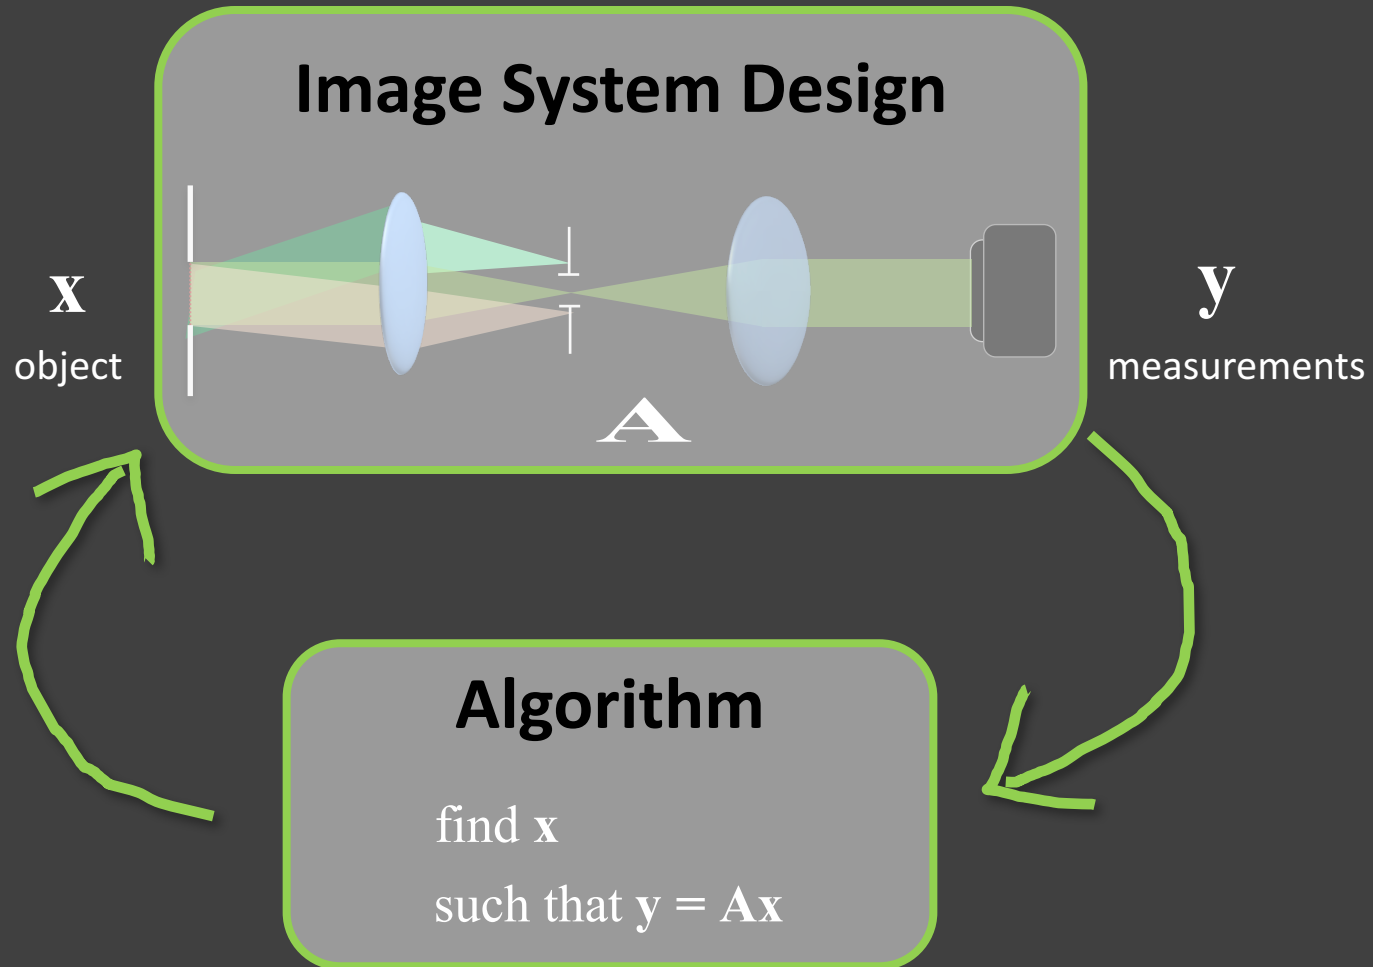 Image System Design
x
object
A
y
measurements
Algorithm
find x
such that y = Ax